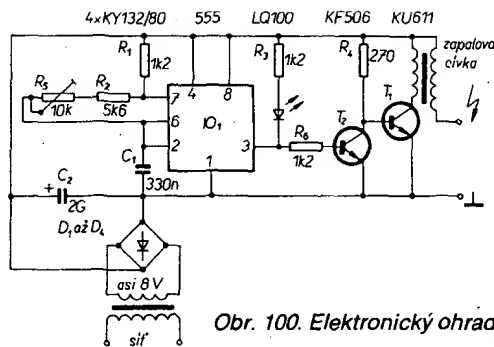 4xKY132/80 555 LQ100 KF506 KU611
R1 1k2
4 8
R3 1k2
R4 270
zapalovací cívka
R5 10k
R2 5k6
7
6
2
IO1
3
1
T1
T2
R6 1k2
C1 330n
C2 2G
+
D1 až D4
asi 8 V
síť
Obr. 100. Elektronický ohrad